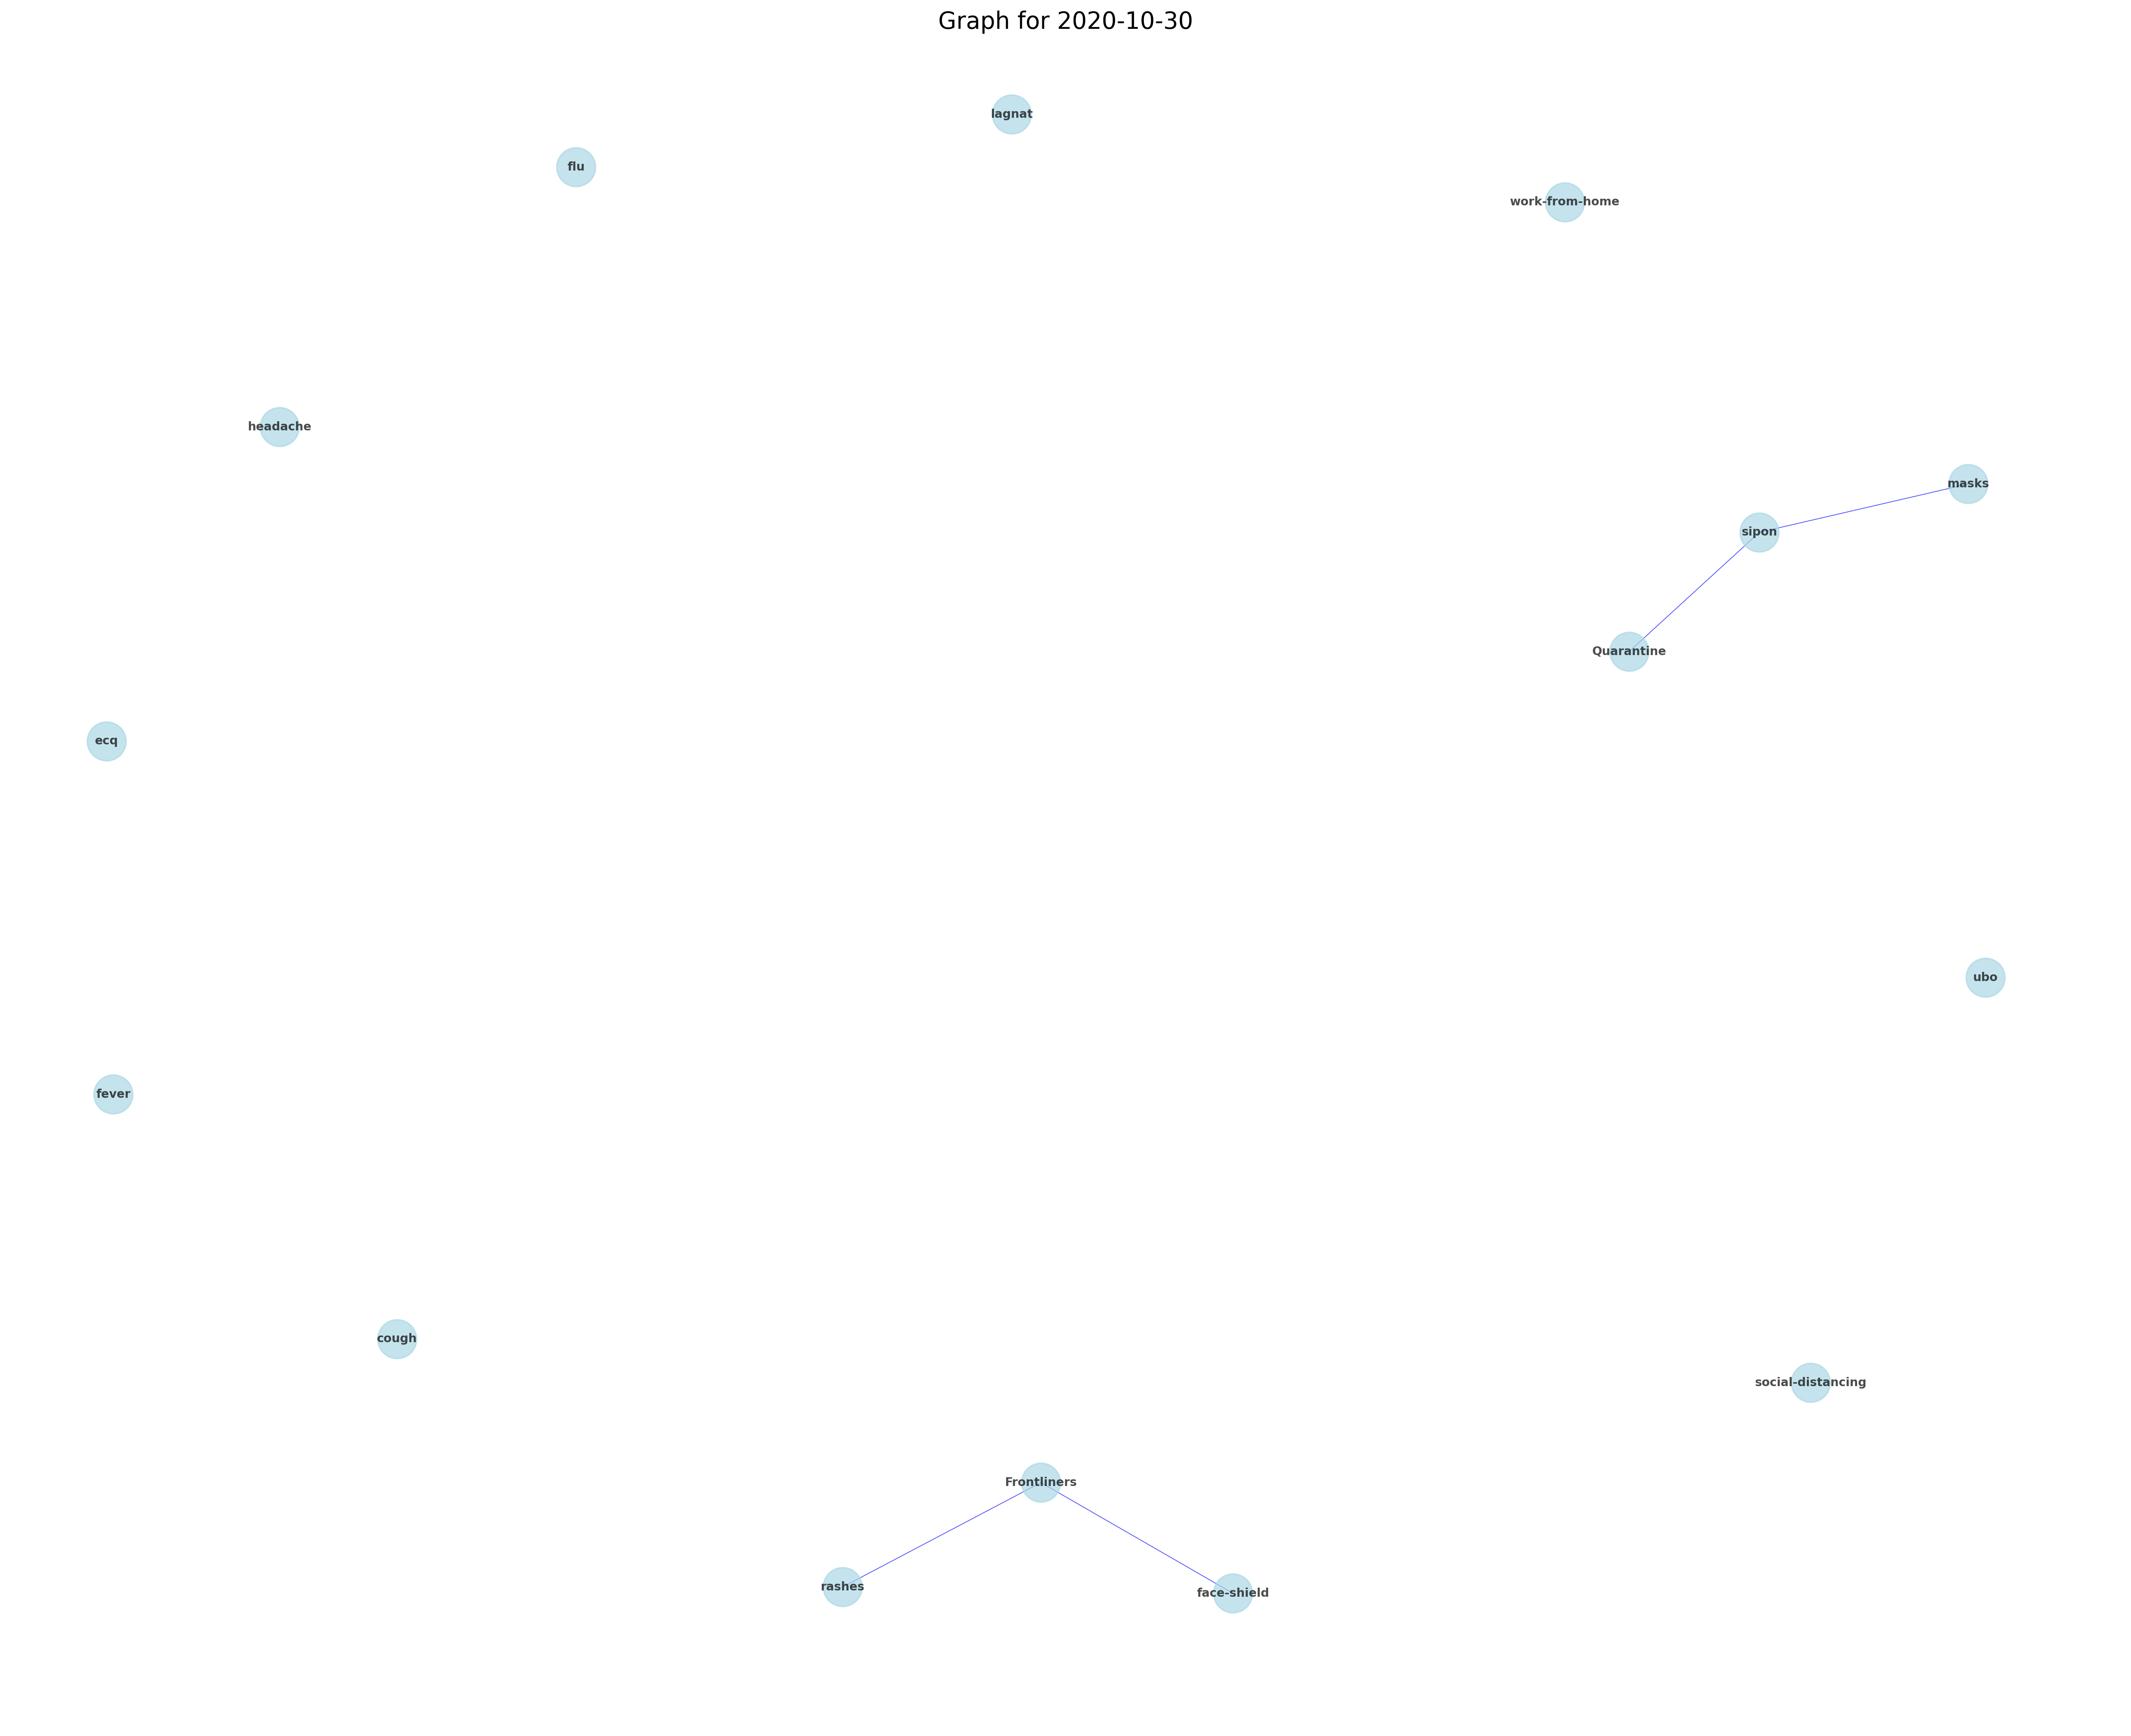 Graph for 2020-10-30
lagnat
flu
work-from-home
headache
masks
sipon
Quarantine
ecq
ubo
fever
cough
social-distancing
Frontliners
rashes
face-shield